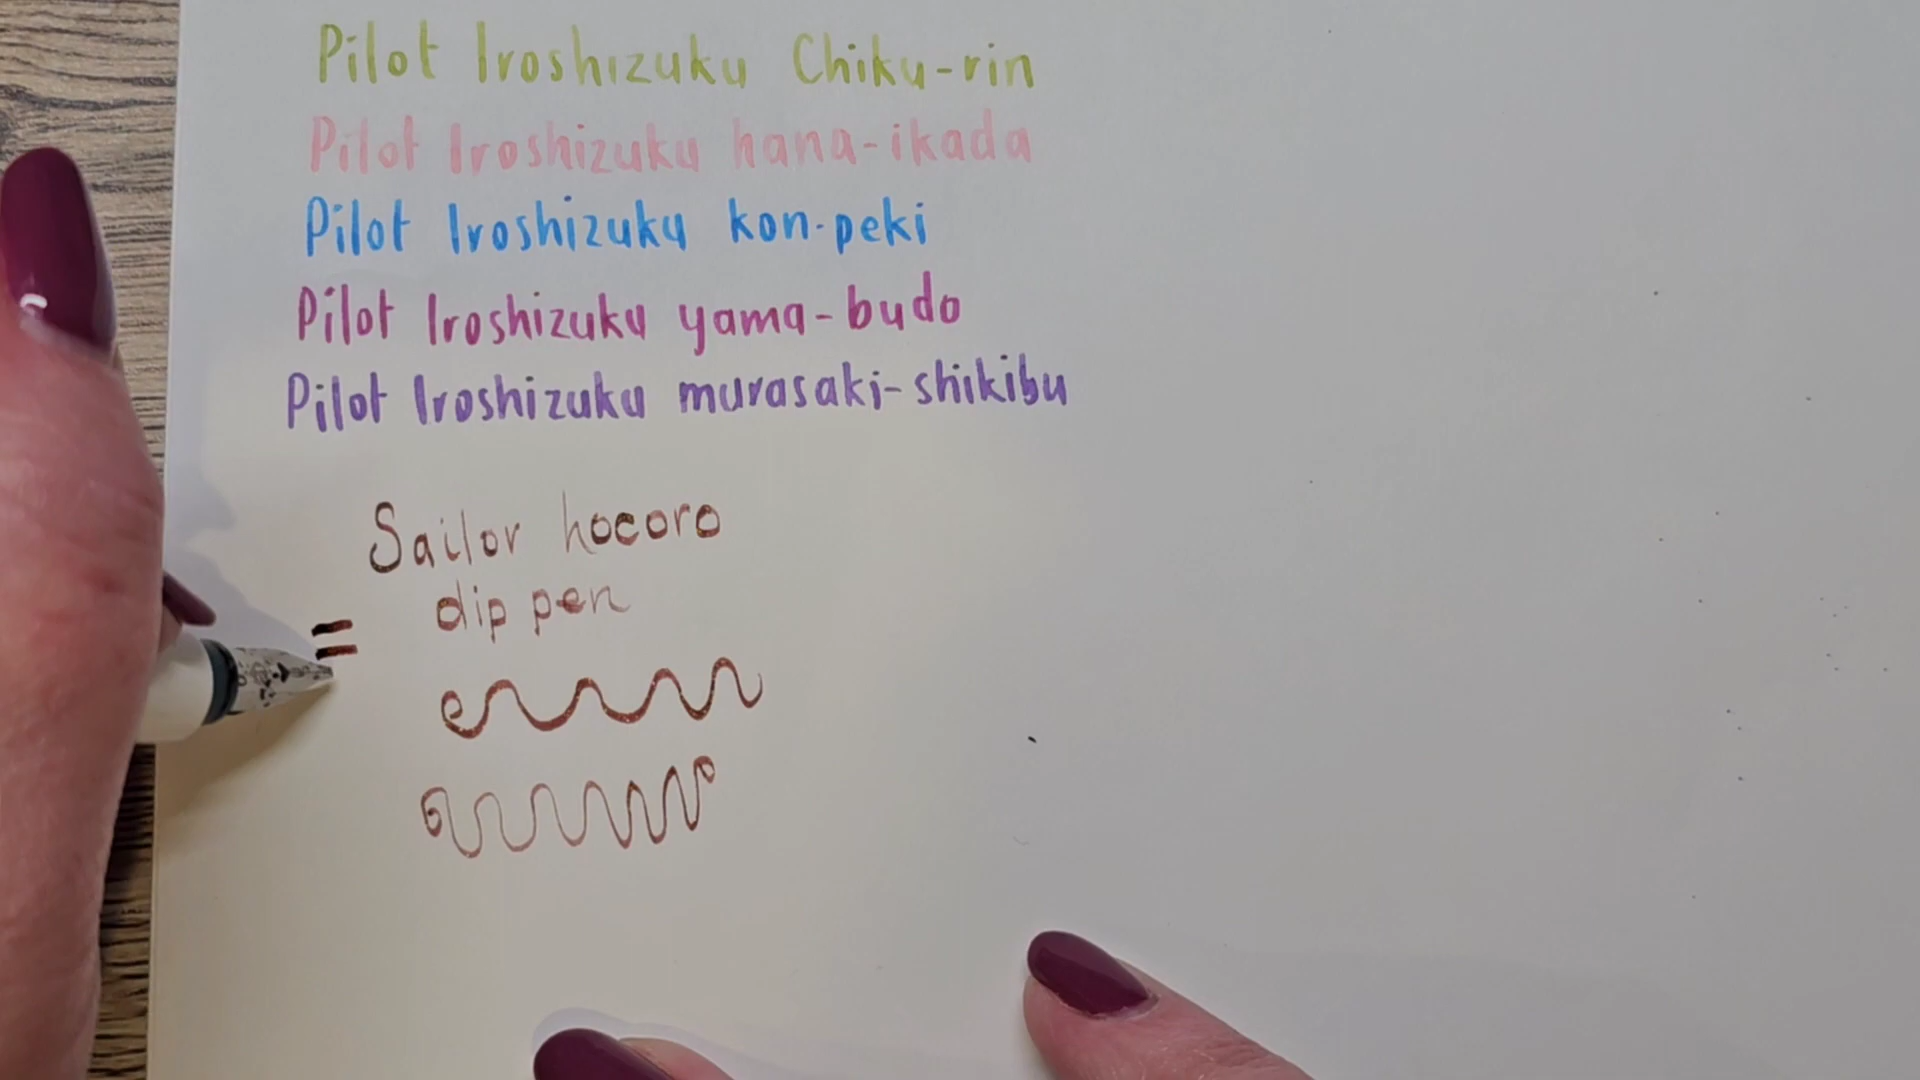 Pilot Iroshizuku Chiku-rin
Pilot Iroshizuku hana-ikada
Pilot Iroshizuku kon-peki
Pilot Iroshizuku yama-budo
Pilot Iroshizuku murasaki-shikibu
Sailor hocoro
dip pen